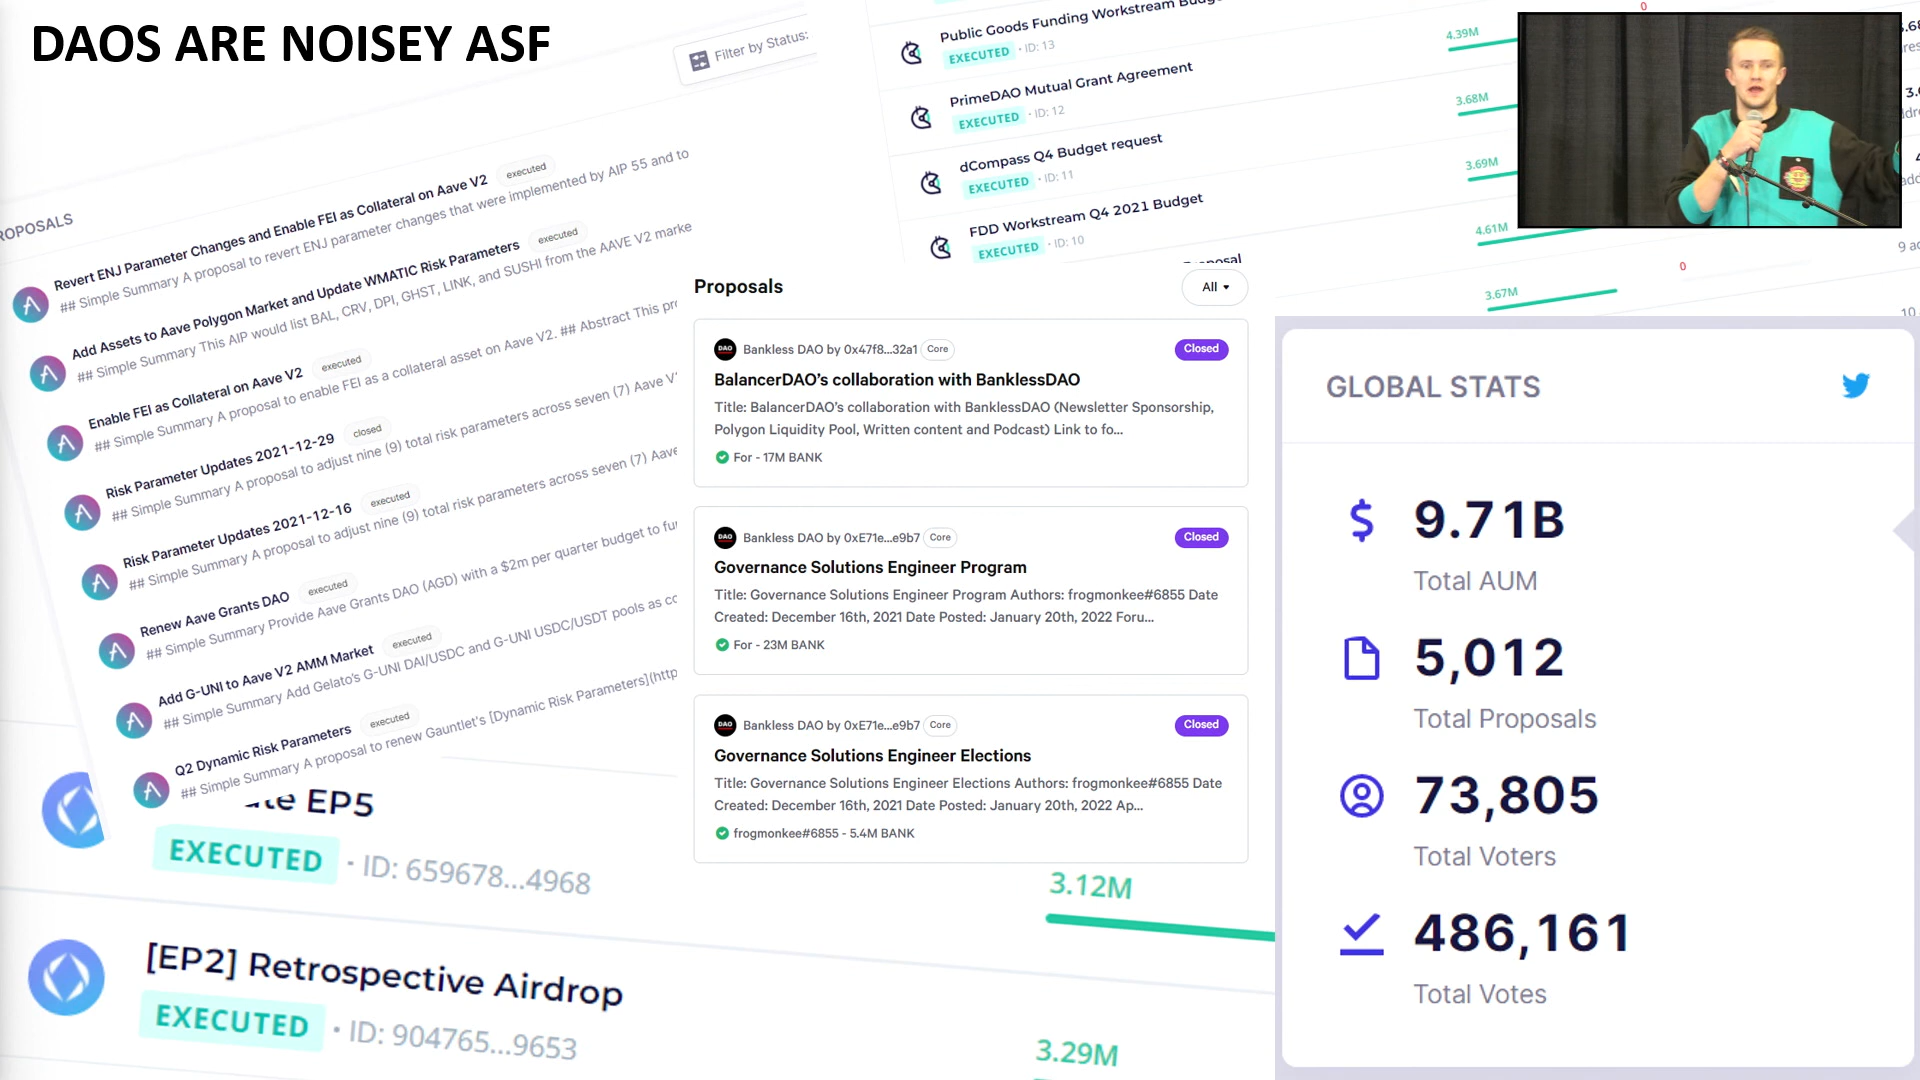 DAOS ARE NOISEY ASF
Filter by Status:
Revert ENJ Parameter Changes and Enable FEI as Collateral on Aave V2 executed
## Simple Summary A proposal to revert ENJ parameter changes that were implemented by AIP 55 and to
Add Assets to Aave Polygon Market and Update WMATIC Risk Parameters executed
## Simple Summary This AIP would list BAL, CRV, DPI, GHST, LINK, and SUSHI from the AAVE V2 marke
Enable FEI as Collateral on Aave V2 executed
## Simple Summary A proposal to enable FEI as a collateral asset on Aave V2. ## Abstract This pr
Risk Parameter Updates 2021-12-29 closed
## Simple Summary A proposal to adjust nine (9) total risk parameters across seven (7) Aave V
Risk Parameter Updates 2021-12-16 executed
## Simple Summary A proposal to adjust nine (9) total risk parameters across seven (7) Aave
Renew Aave Grants DAO executed
## Simple Summary Provide Aave Grants DAO (AGD) with a $2m per quarter budget to fu
Add G-UNI to Aave V2 AMM Market executed
## Simple Summary Add Gelato's G-UNI DAI/USDC and G-UNI USDC/USDT pools as co
Q2 Dynamic Risk Parameters executed
## Simple Summary A proposal to renew Gauntlet's [Dynamic Risk Parameters](http
EP5
EXECUTED · ID: 659678...4968
3.12M
[EP2] Retrospective Airdrop
EXECUTED · ID: 904765...9653
3.29M
Public Goods Funding Workstream
EXECUTED · ID: 13
4.39M
0
PrimeDAO Mutual Grant Agreement
EXECUTED · ID: 12
3.68M
dCompass Q4 Budget request
EXECUTED · ID: 11
3.69M
FDD Workstream Q4 2021 Budget
EXECUTED · ID: 10
4.61M
3.67M
0
Proposals
All
Bankless DAO by 0x47f8...32a1 Core
Closed
BalancerDAO's collaboration with BanklessDAO
Title: BalancerDAO's collaboration with BanklessDAO (Newsletter Sponsorship,
Polygon Liquidity Pool, Written content and Podcast) Link to fo...
For - 17M BANK
Bankless DAO by 0xE71e...e9b7 Core
Closed
Governance Solutions Engineer Program
Title: Governance Solutions Engineer Program Authors: frogmonkee#6855 Date
Created: December 16th, 2021 Date Posted: January 20th, 2022 Foru...
For - 23M BANK
Bankless DAO by 0xE71e...e9b7 Core
Closed
Governance Solutions Engineer Elections
Title: Governance Solutions Engineer Elections Authors: frogmonkee#6855 Date
Created: December 16th, 2021 Date Posted: January 20th, 2022 Ap...
frogmonkee#6855 - 5.4M BANK
GLOBAL STATS
$ 9.71B
Total AUM
5,012
Total Proposals
73,805
Total Voters
486,161
Total Votes